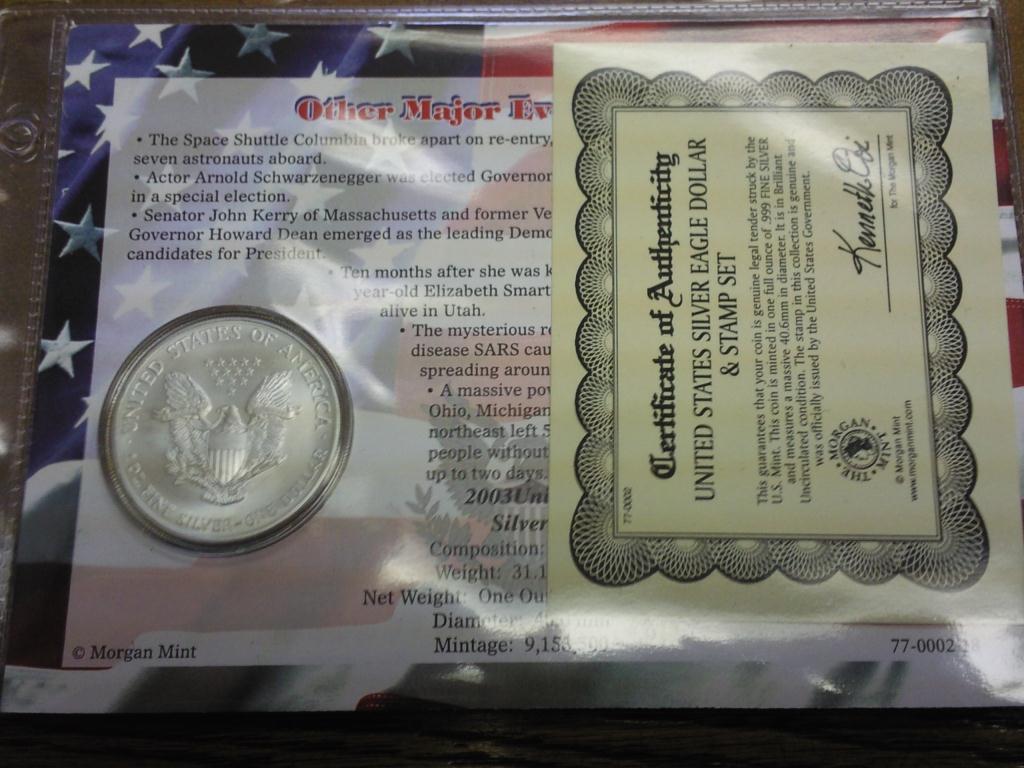 Other Major Ev
• The Space Shuttle Columbia broke apart on re-entry,
seven astronauts aboard.
• Actor Arnold Schwarzenegger was elected Governor
in a special election.
• Senator John Kerry of Massachusetts and former Ve
Governor Howard Dean emerged as the leading Demo
candidates for President.
• Ten months after she was k
year-old Elizabeth Smart
alive in Utah.
• The mysterious re
disease SARS cau
spreading aroun
• A massive pow
Ohio, Michigan
northeast left 5
people without
up to two days.
2003 Uni
Silver
Composition:
Weight: 31.1
Net Weight: One Ou
Diameter:
Mintage: 9,15
© Morgan Mint
77-0002
UNITED STATES OF AMERICA
1 OZ. FINE SILVER~ONE DOLLAR
Certificate of Authenticity
UNITED STATES SILVER EAGLE DOLLAR
& STAMP SET
This guarantees that your coin is genuine legal tender struck by the
U.S. Mint. This coin is minted in one full ounce of .999 FINE SILVER
and measures a massive 40.6mm in diameter. It is in Brilliant
Uncirculated condition. The stamp in this collection is genuine and
was officially issued by the United States Government.
THE MORGAN MINT
© Morgan Mint
www.morganmint.com
Kenneth Cox
for The Morgan Mint
77-0002